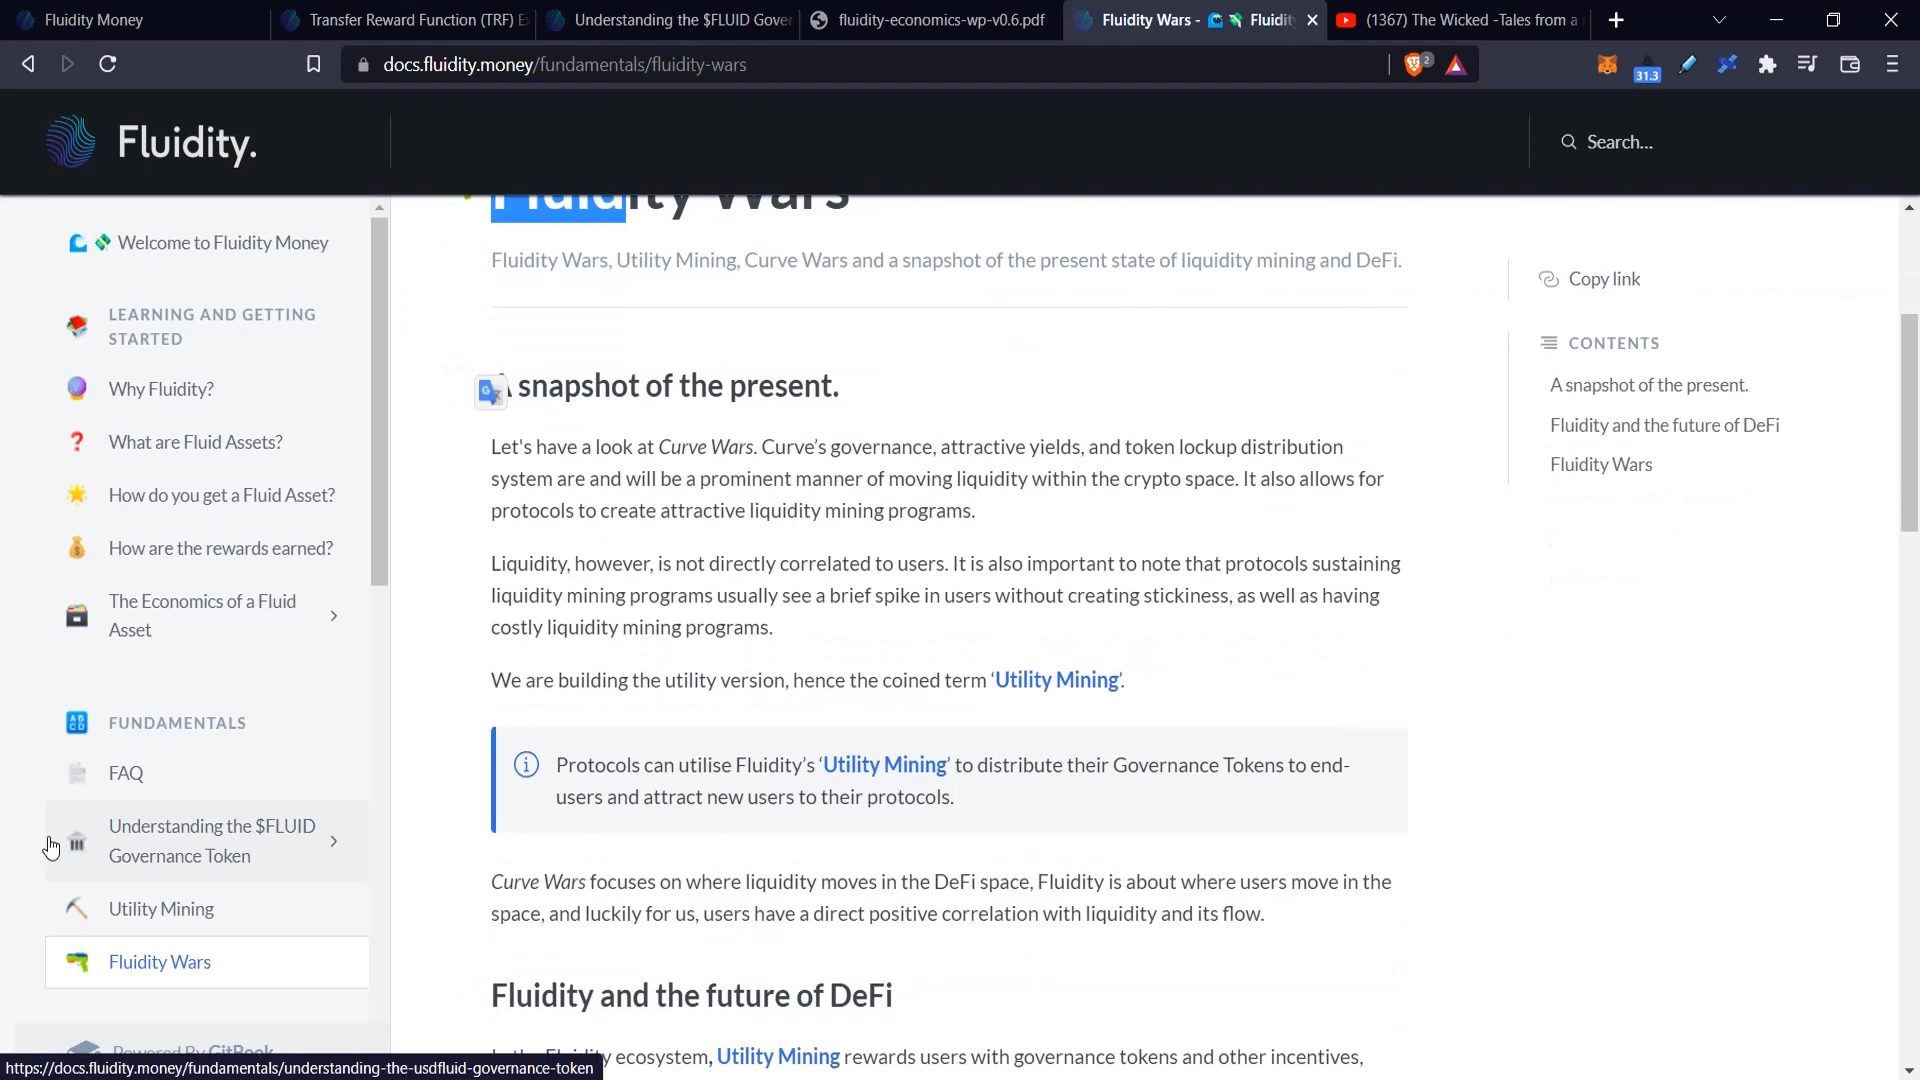 Fluidity Money
Transfer Reward Function (TRF) E
Understanding the $FLUID Gover
fluidity-economics-wp-v0.6.pdf
Fluidity Wars - 🌊 💸 Fluidit
(1367) The Wicked -Tales from a
docs.fluidity.money/fundamentals/fluidity-wars
2
31.3
Fluidity.
Search...
🌊 💸 Welcome to Fluidity Money
LEARNING AND GETTING
STARTED
Why Fluidity?
What are Fluid Assets?
How do you get a Fluid Asset?
How are the rewards earned?
The Economics of a Fluid
Asset
FUNDAMENTALS
FAQ
Understanding the $FLUID
Governance Token
Utility Mining
Fluidity Wars
Powered By GitBook
https://docs.fluidity.money/fundamentals/understanding-the-usdfluid-governance-token
Fluidity Wars
Fluidity Wars, Utility Mining, Curve Wars and a snapshot of the present state of liquidity mining and DeFi.
A snapshot of the present.
Let's have a look at Curve Wars. Curve’s governance, attractive yields, and token lockup distribution
system are and will be a prominent manner of moving liquidity within the crypto space. It also allows for
protocols to create attractive liquidity mining programs.
Liquidity, however, is not directly correlated to users. It is also important to note that protocols sustaining
liquidity mining programs usually see a brief spike in users without creating stickiness, as well as having
costly liquidity mining programs.
We are building the utility version, hence the coined term ‘Utility Mining’.
Protocols can utilise Fluidity’s ‘Utility Mining’ to distribute their Governance Tokens to end-
users and attract new users to their protocols.
Curve Wars focuses on where liquidity moves in the DeFi space, Fluidity is about where users move in the
space, and luckily for us, users have a direct positive correlation with liquidity and its flow.
Fluidity and the future of DeFi
In the Fluidity ecosystem, Utility Mining rewards users with governance tokens and other incentives,
Copy link
CONTENTS
A snapshot of the present.
Fluidity and the future of DeFi
Fluidity Wars